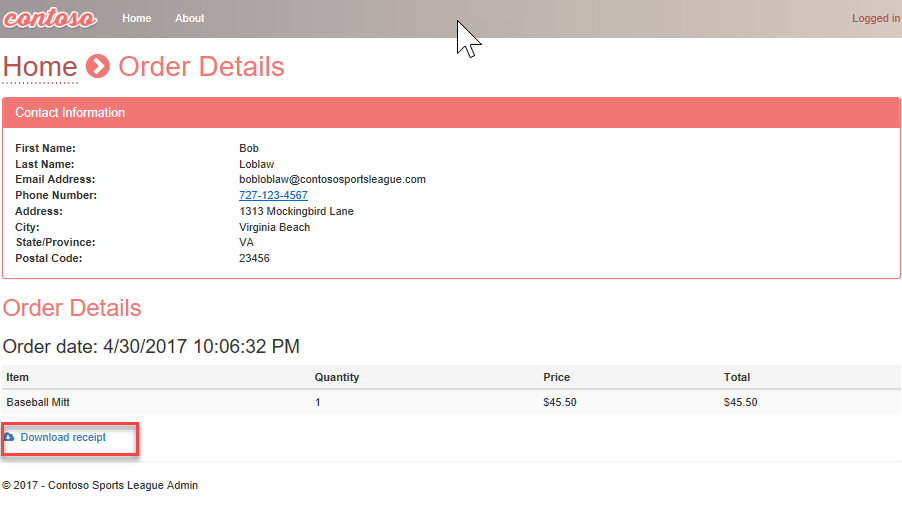 contoso Home About Logged in
Home Order Details
Contact Information
First Name: Bob
Last Name: Loblaw
Email Address: bobloblaw@contososportsleague.com
Phone Number: 727-123-4567
Address: 1313 Mockingbird Lane
City: Virginia Beach
State/Province: VA
Postal Code: 23456
Order Details
Order date: 4/30/2017 10:06:32 PM
Item Quantity Price Total
Baseball Mitt 1 $45.50 $45.50
Download receipt
© 2017 - Contoso Sports League Admin